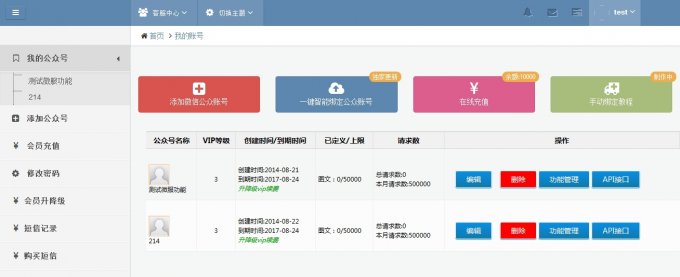 客服中心
切换主题
test
首页 > 我的账号
我的公众号
测试微服功能
214
添加公众号
会员充值
修改密码
会员升降级
短信记录
购买短信
添加微信公众账号
独家更新
一键智能绑定公众账号
余额:10000
在线充值
制作中
手动绑定教程
公众号名称 VIP等级 创建时间/到期时间 已定义/上限 请求数 操作
测试微服功能
3
创建时间:2014-08-21
到期时间:2017-08-24
升降级vip续费
图文：0/50000
总请求数:0
本月请求数:500000
编辑 删除 功能管理 API接口
214
3
创建时间:2014-08-22
到期时间:2017-08-24
升降级vip续费
图文：0/50000
总请求数:0
本月请求数:500000
编辑 删除 功能管理 API接口